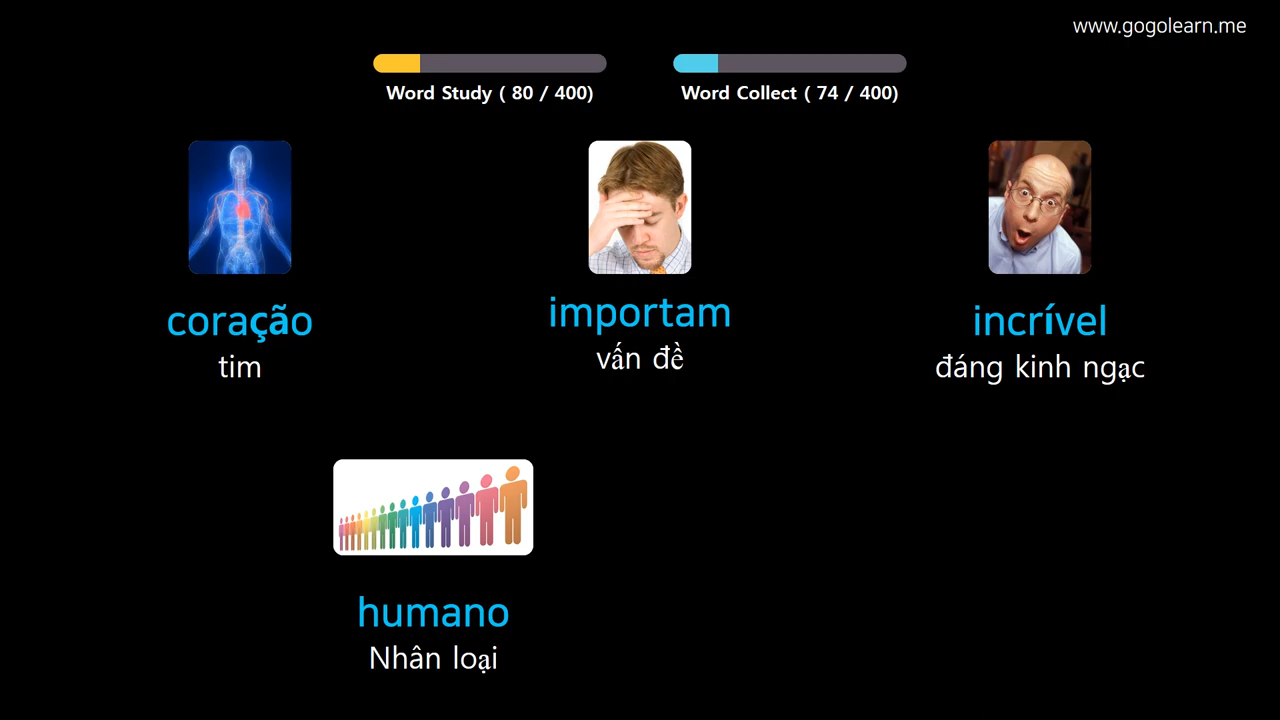 www.gogolearn.me
Word Study ( 80 / 400)
Word Collect ( 74 / 400)
coração
tim
importam
vấn đề
incrível
đáng kinh ngạc
humano
Nhân loại